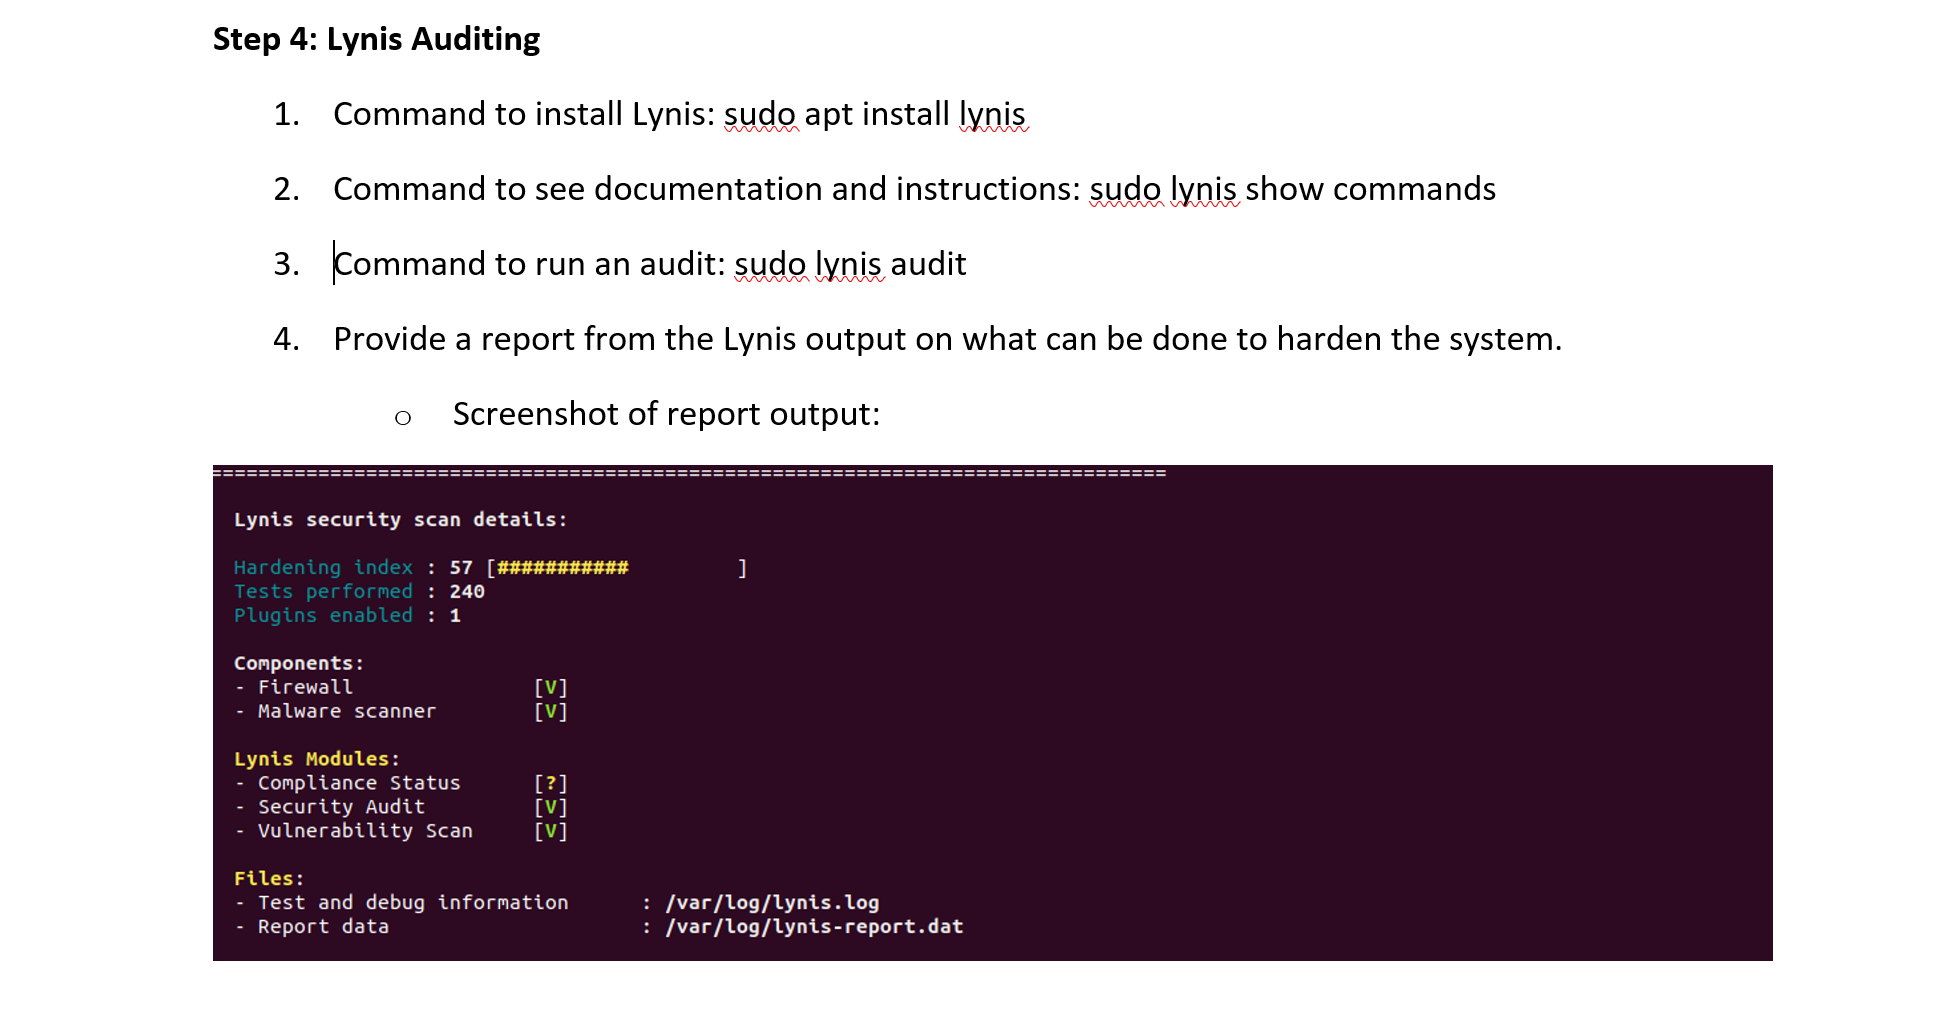 Step 4: Lynis Auditing
1. Command to install Lynis: sudo apt install lynis
2. Command to see documentation and instructions: sudo lynis show commands
3. Command to run an audit: sudo lynis audit
4. Provide a report from the Lynis output on what can be done to harden the system.
o Screenshot of report output:
================================================================================
Lynis security scan details:
Hardening index : 57 [###########         ]
Tests performed : 240
Plugins enabled : 1
Components:
- Firewall [V]
- Malware scanner [V]
Lynis Modules:
- Compliance Status [?]
- Security Audit [V]
- Vulnerability Scan [V]
Files:
- Test and debug information : /var/log/lynis.log
- Report data : /var/log/lynis-report.dat